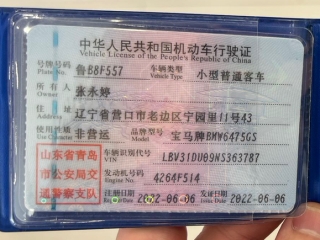 中华人民共和国机动车行驶证
Vehicle License of the People's Republic of China
号牌号码 鲁B8F557 车辆类型 小型普通客车
Plate No. Vehicle Type
所有人 张永婷
Owner
住址 辽宁省营口市老边区宁园里11号43
Address
使用性质 非营运 品牌型号 宝马牌BMW6475GS
Use Character Model
山东省青岛
市公安局交
通警察支队
车辆识别代号 LBV31DU09NS363787
VIN
发动机号码 4264F514
Engine No.
注册日期 2022-06-06 发证日期 2022-06-06
Register Date Issue Date